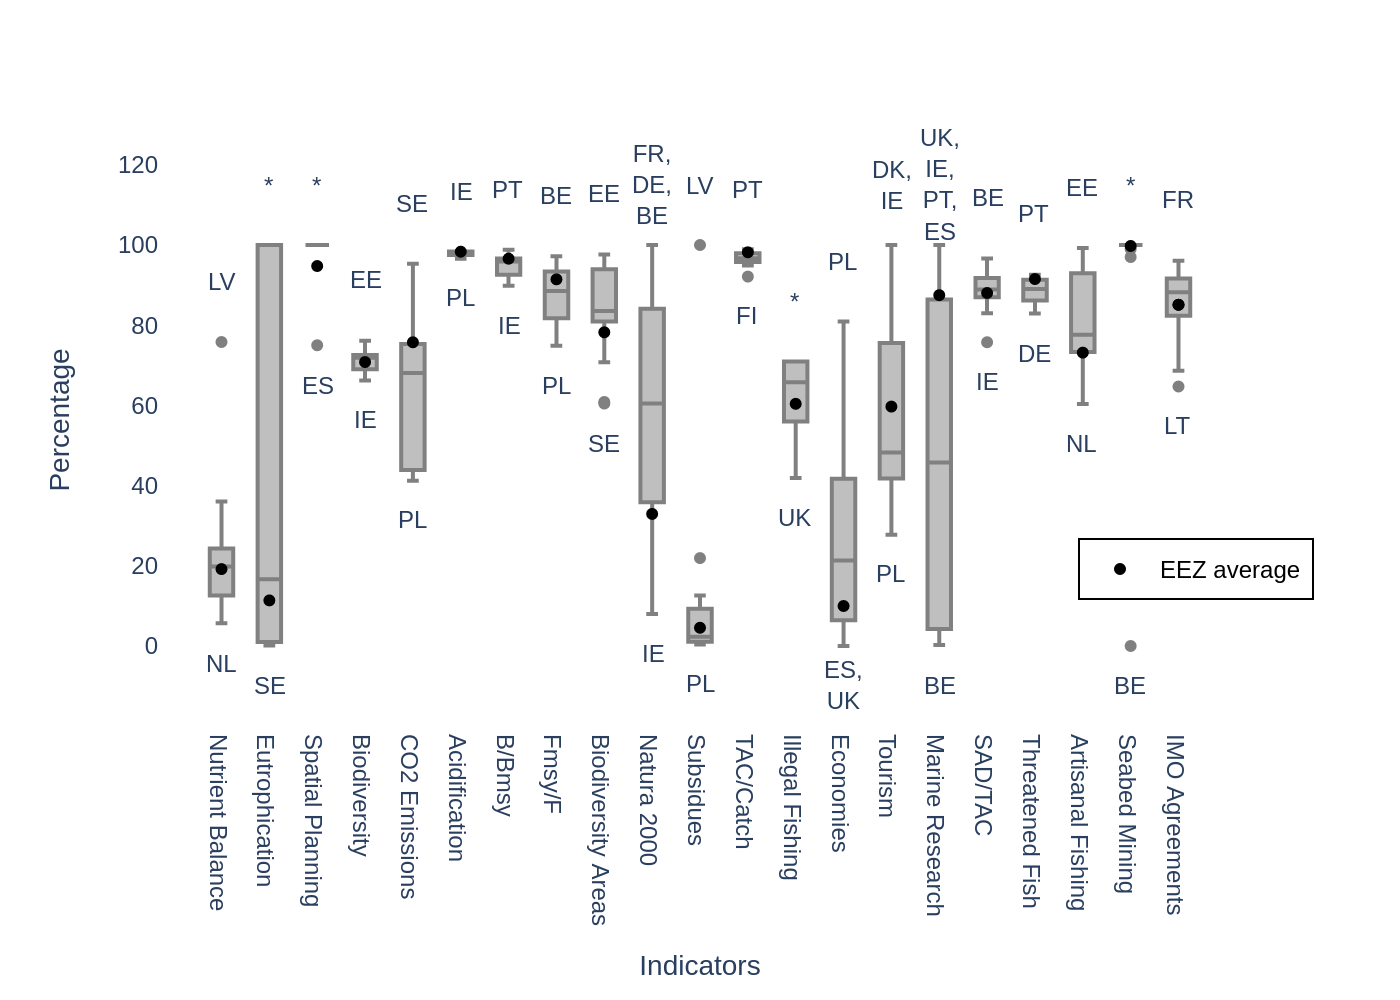 Percentage
120
100
80
60
40
20
0
LV
NL
*
SE
*
ES
EEE
IE
SE
PL
IE
PL
PT
IE
BE
PL
EE
SE
FR,
DE,
BE
IE
LV
PL
PT
FI
*
UK
PL
ES,
UK
DK,
IE
PL
UK,
IE,
PT,
ES
BE
BE
IE
PT
DE
EE
NL
*
BE
FR
LT
EEZ average
Nutrient Balance
Eutrophication
Spatial Planning
Biodiversity
CO2 Emissions
Acidification
B/Bmsy
Fmsy/F
Biodiversity Areas
Natura 2000
Subsidues
TAC/Catch
Illegal Fishing
Economies
Tourism
Marine Research
SAD/TAC
Threatened Fish
Artisanal Fishing
Seabed Mining
IMO Agreements
Indicators